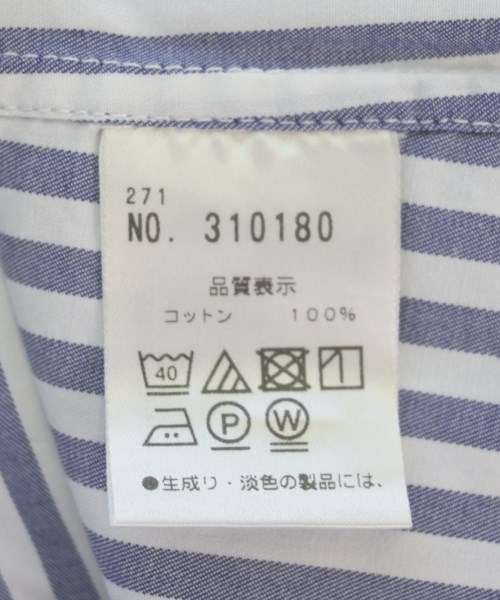 271
NO. 310180
品質表示
コットン 100%
40
P W
●生成り・淡色の製品には、